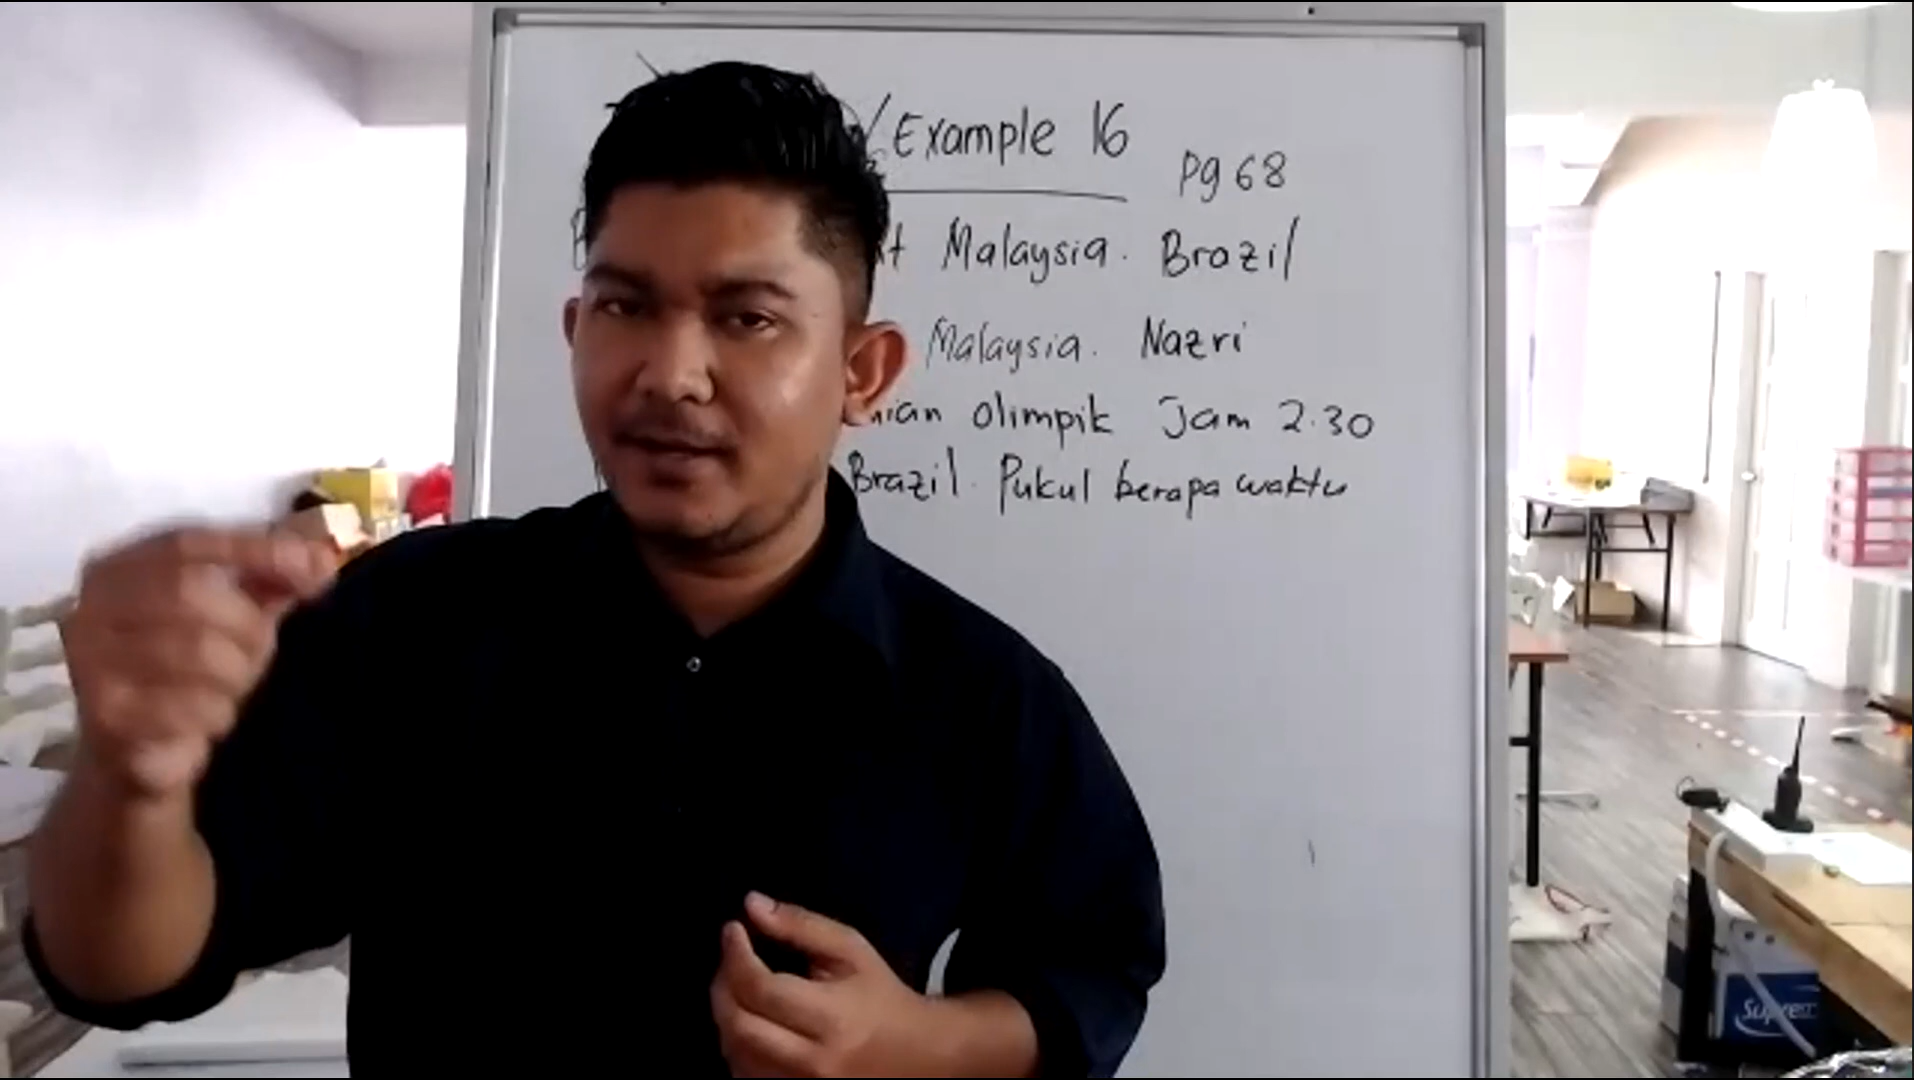 /Example 16
pg 68
Malaysia. Brazil
Malaysia. Nazri
olimpik Jam 2.30
Brazil. Pukul berapa waktu